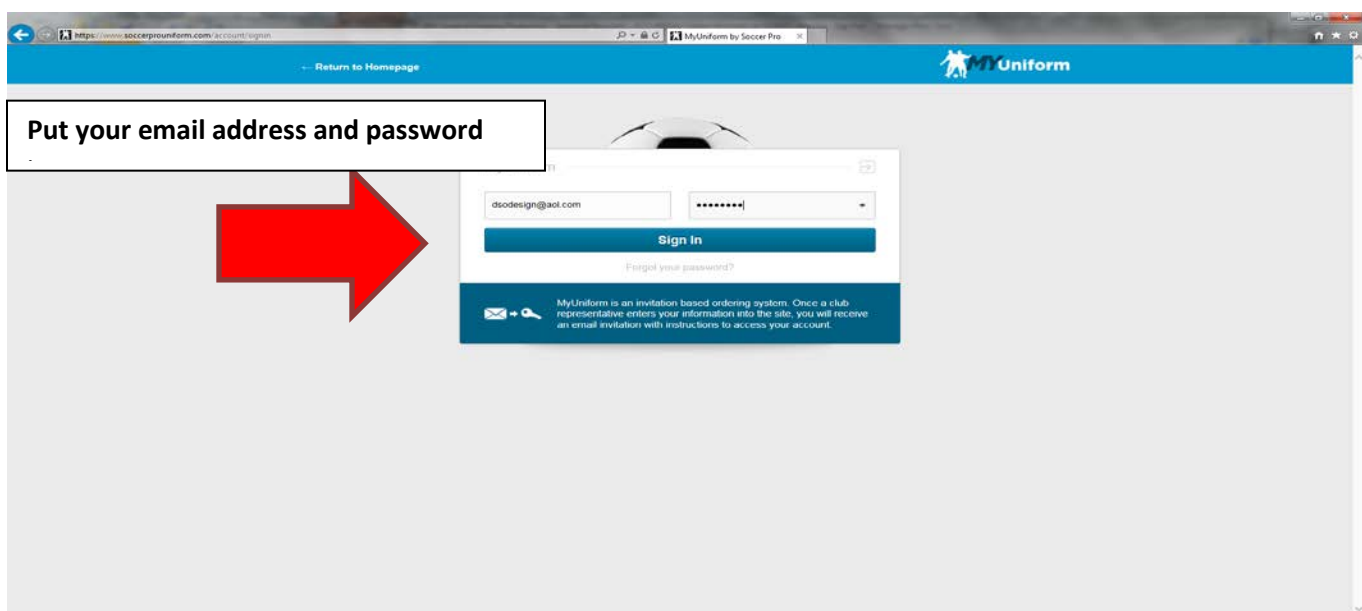 https://www.soccerprouniform.com/account/signin
MyUniform by Soccer Pro
← Return to Homepage
MYUniform
Put your email address and password
dsodesign@aol.com
••••••••
Sign In
Forgot your password?
MyUniform is an invitation based ordering system. Once a club
representative enters your information into the site, you will receive
an email invitation with instructions to access your account.